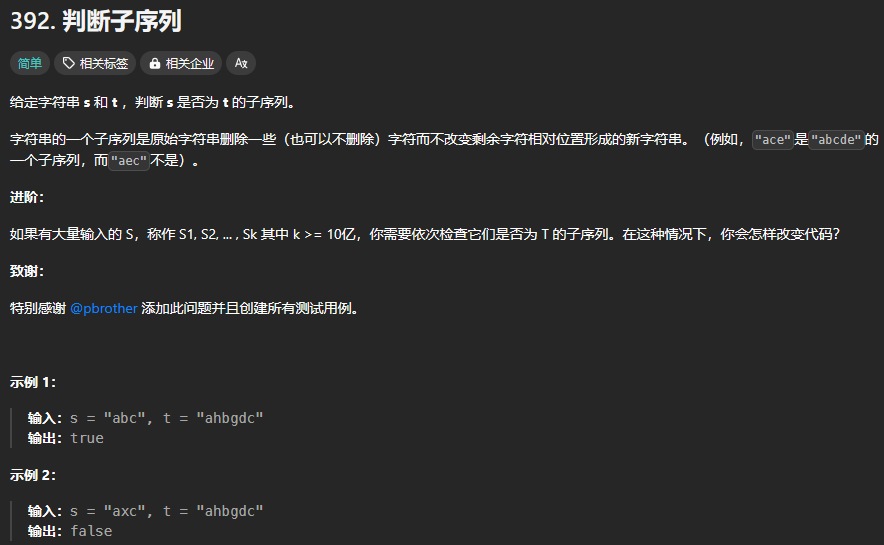 392. 判断子序列
简单 相关标签 相关企业 Aあ
给定字符串 s 和 t ，判断 s 是否为 t 的子序列。
字符串的一个子序列是原始字符串删除一些（也可以不删除）字符而不改变剩余字符相对位置形成的新字符串。（例如，"ace"是"abcde"的
一个子序列，而"aec"不是）。
进阶：
如果有大量输入的 S，称作 S1, S2, ... , Sk 其中 k >= 10亿，你需要依次检查它们是否为 T 的子序列。在这种情况下，你会怎样改变代码？
致谢：
特别感谢 @pbrother 添加此问题并且创建所有测试用例。
示例 1：
输入：s = "abc", t = "ahbgdc"
输出：true
示例 2：
输入：s = "axc", t = "ahbgdc"
输出：false